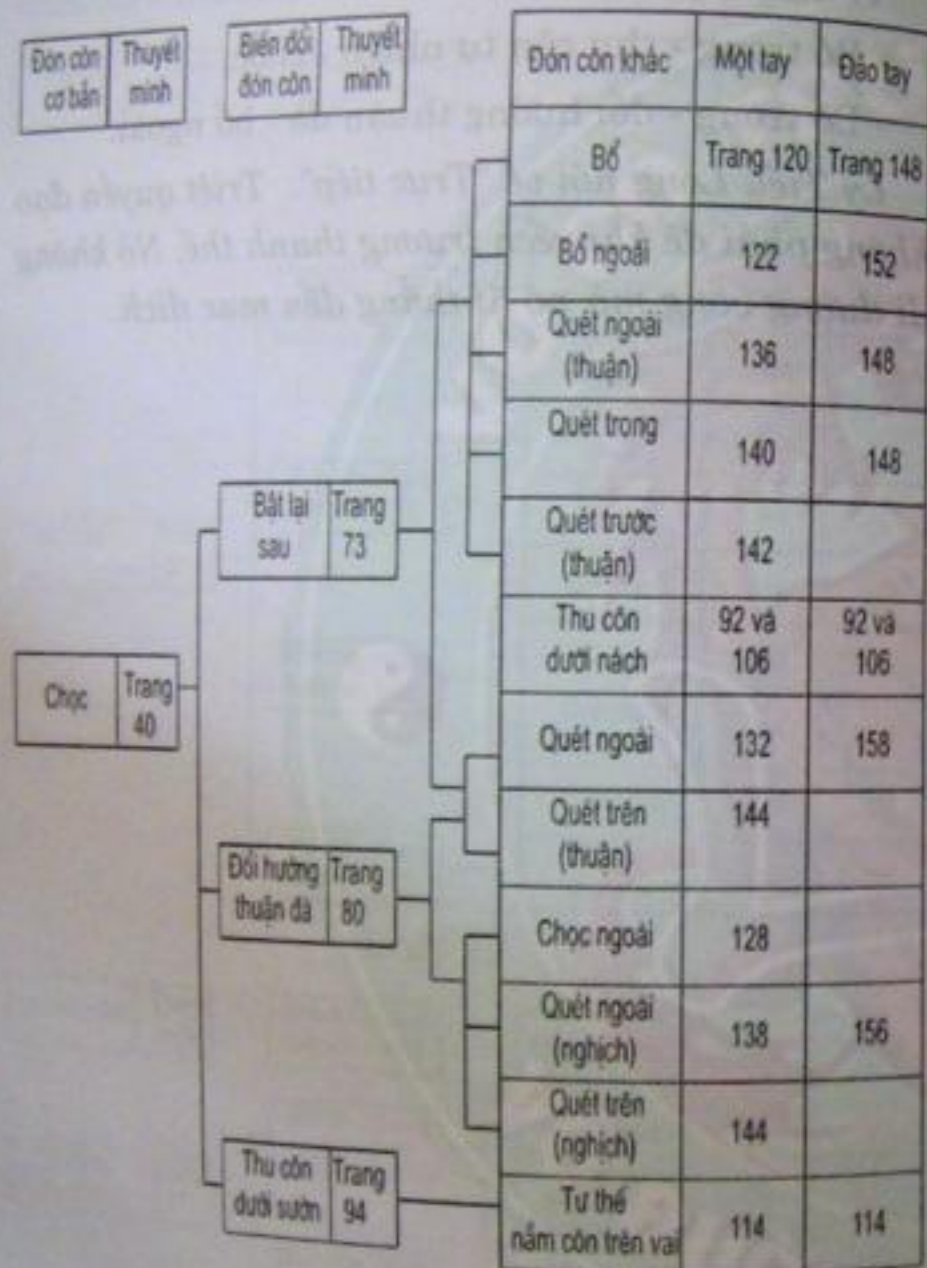 Đòn côn
cơ bản
Thuyết
minh
Biến đổi
đòn côn
Thuyết
minh
Đòn côn khác
Một tay
Đảo tay
Bổ
Trang 120
Trang 148
Bổ ngoài
122
152
Quét ngoài
(thuận)
136
148
Quét trong
140
148
Quét trước
(thuận)
142
Thu côn
dưới nách
92 và
106
92 và
106
Quét ngoài
132
158
Quét trên
(thuận)
144
Chọc ngoài
128
Quét ngoài
(nghịch)
138
156
Quét trên
(nghịch)
144
Tư thế
nắm côn trên vai
114
114
Bật lại
sau
Trang
73
Chọc
Trang
40
Đổi hướng
thuận đà
Trang
80
Thu côn
dưới sườn
Trang
94